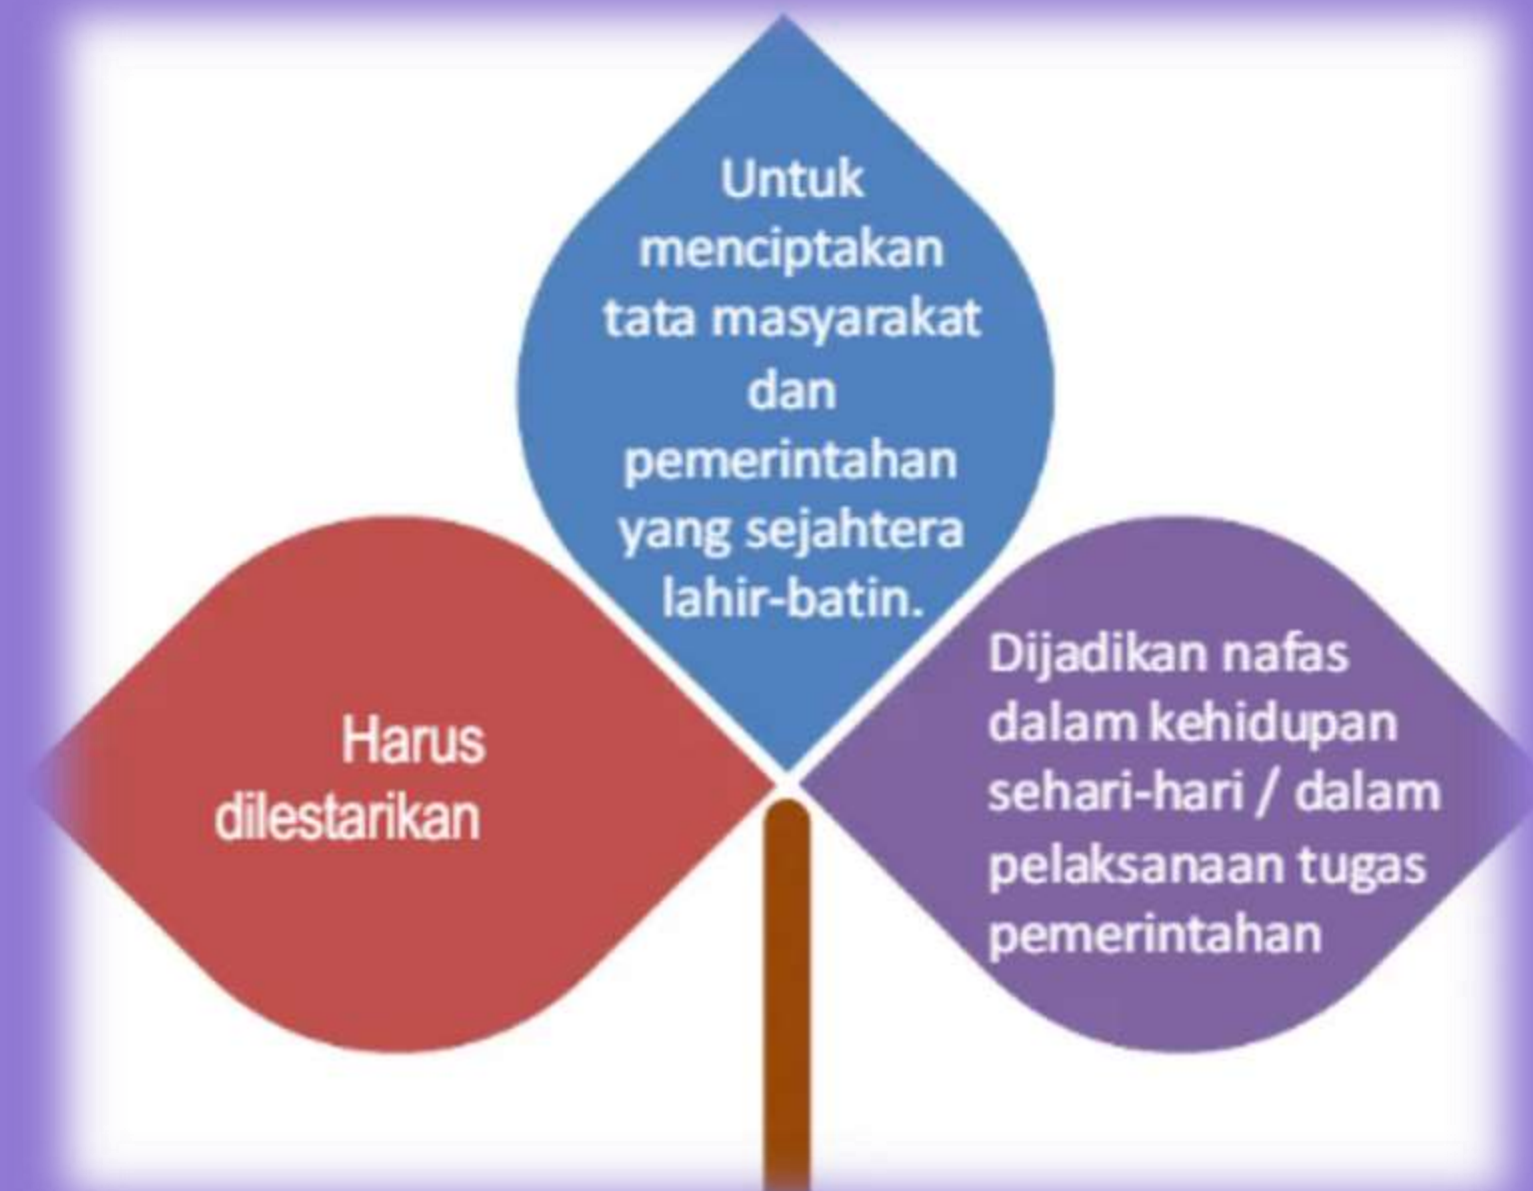 Untuk
menciptakan
tata masyarakat
dan
pemerintahan
yang sejahtera
lahir-batin.
Harus
dilestarikan
Dijadikan nafas
dalam kehidupan
sehari-hari / dalam
pelaksanaan tugas
pemerintahan